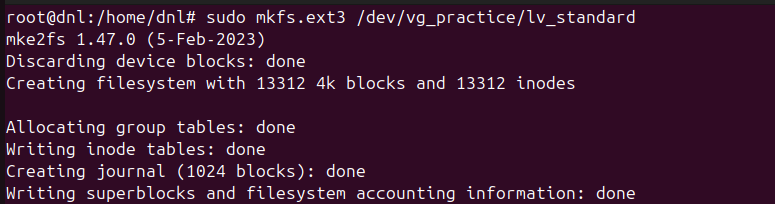 root@dnl:/home/dnl# sudo mkfs.ext3 /dev/vg_practice/lv_standard
mke2fs 1.47.0 (5-Feb-2023)
Discarding device blocks: done
Creating filesystem with 13312 4k blocks and 13312 inodes

Allocating group tables: done
Writing inode tables: done
Creating journal (1024 blocks): done
Writing superblocks and filesystem accounting information: done